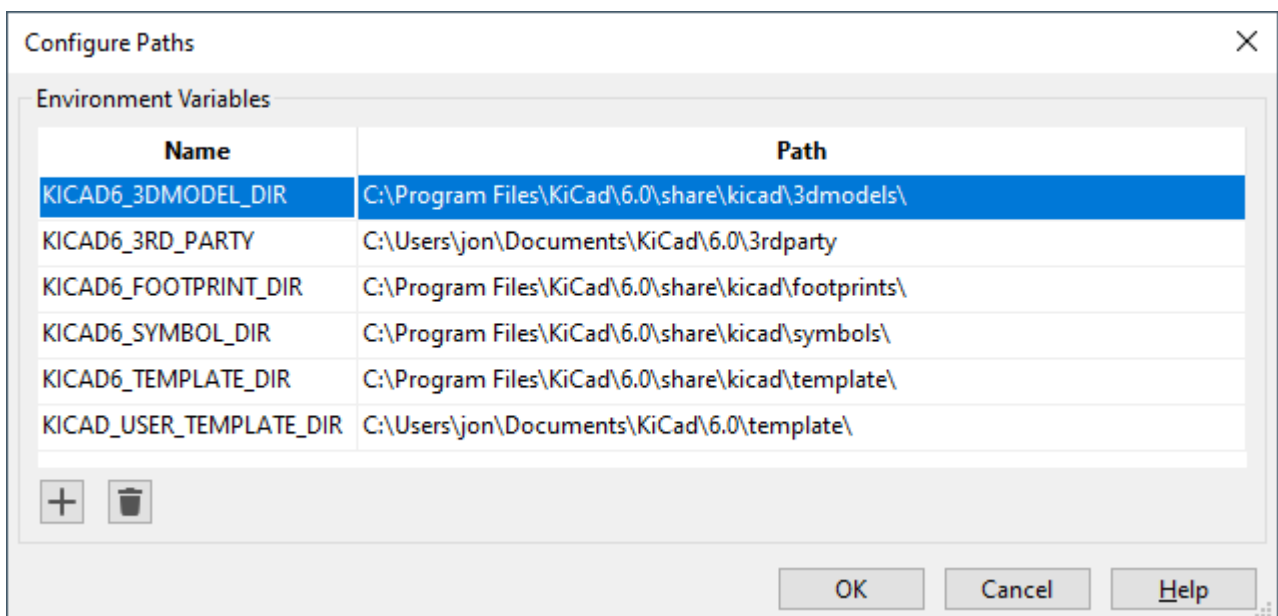 Configure Paths
Environment Variables
Name Path
KICAD6_3DMODEL_DIR C:\Program Files\KiCad\6.0\share\kicad\3dmodels\
KICAD6_3RD_PARTY C:\Users\jon\Documents\KiCad\6.0\3rdparty
KICAD6_FOOTPRINT_DIR C:\Program Files\KiCad\6.0\share\kicad\footprints\
KICAD6_SYMBOL_DIR C:\Program Files\KiCad\6.0\share\kicad\symbols\
KICAD6_TEMPLATE_DIR C:\Program Files\KiCad\6.0\share\kicad\template\
KICAD_USER_TEMPLATE_DIR C:\Users\jon\Documents\KiCad\6.0\template\
OK Cancel Help